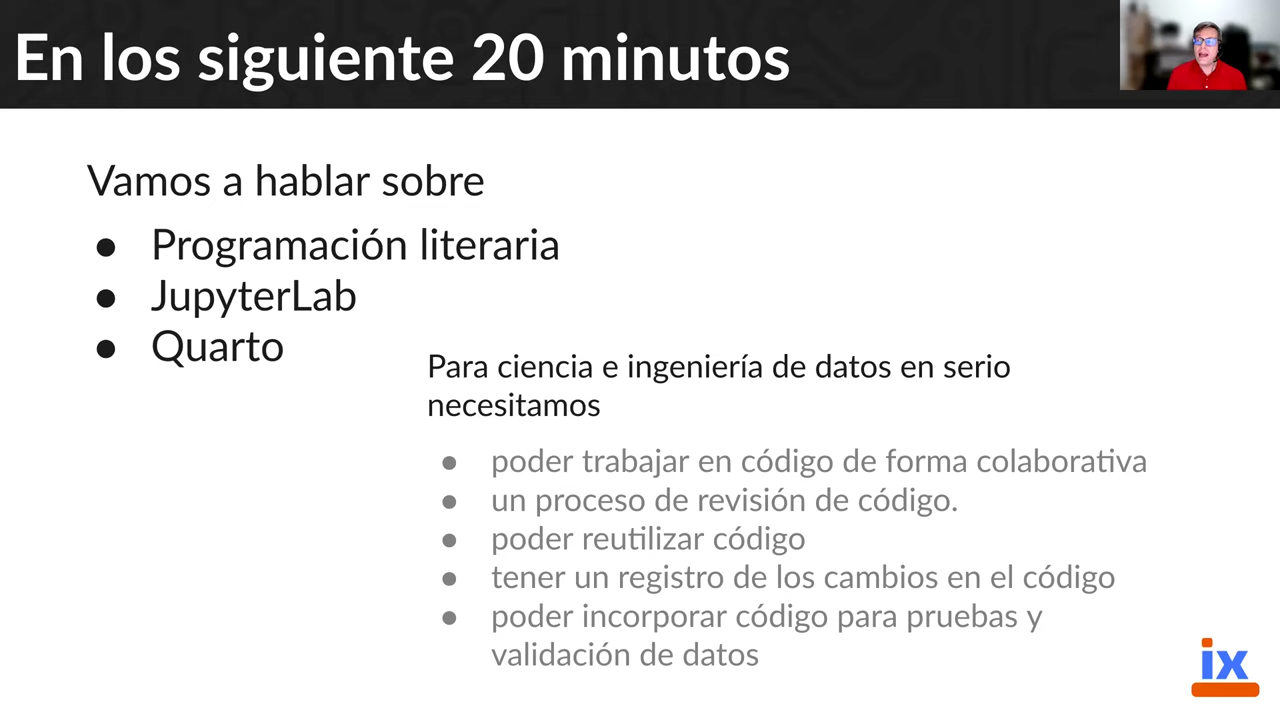 En los siguiente 20 minutos
Vamos a hablar sobre
● Programación literaria
● JupyterLab
● Quarto
Para ciencia e ingeniería de datos en serio
necesitamos
● poder trabajar en código de forma colaborativa
● un proceso de revisión de código.
● poder reutilizar código
● tener un registro de los cambios en el código
● poder incorporar código para pruebas y
validación de datos
ix